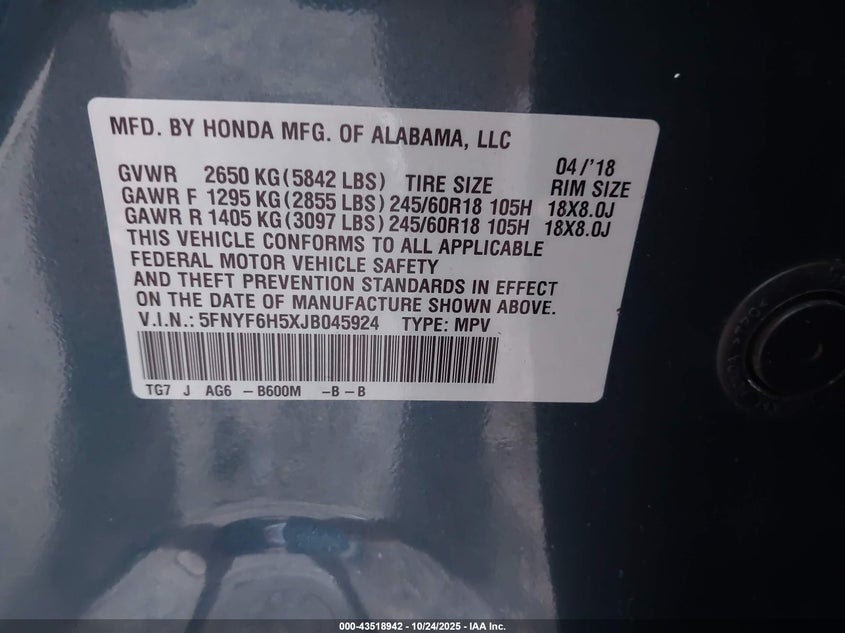 MFD. BY HONDA MFG. OF ALABAMA, LLC
04/'18
GVWR 2650 KG(5842 LBS) TIRE SIZE RIM SIZE
GAWR F 1295 KG(2855 LBS) 245/60R18 105H 18X8.0J
GAWR R 1405 KG(3097 LBS) 245/60R18 105H 18X8.0J
THIS VEHICLE CONFORMS TO ALL APPLICABLE
FEDERAL MOTOR VEHICLE SAFETY
AND THEFT PREVENTION STANDARDS IN EFFECT
ON THE DATE OF MANUFACTURE SHOWN ABOVE.
V.I.N.: 5FNYF6H5XJB045924 TYPE: MPV
TG7 J AG6 -B600M -B-B
000-43518942 - 10/24/2025 - IAA Inc.